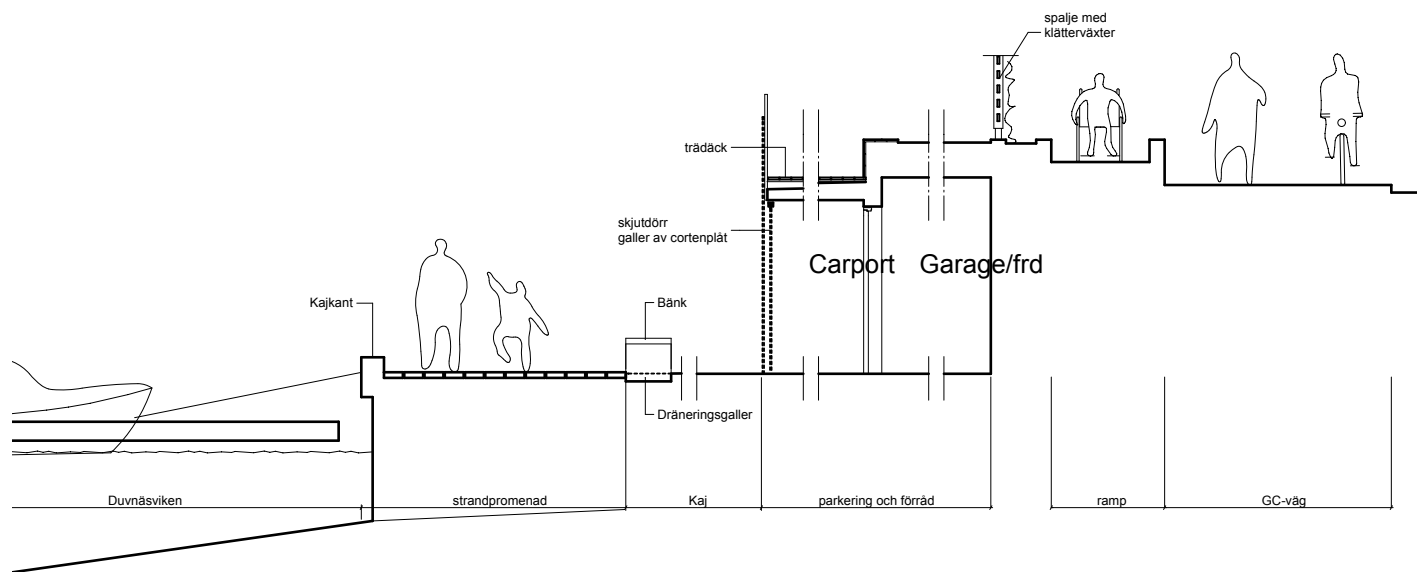 spalje med
klätterväxter
trädäck
skjutdörr
galler av cortenplåt
Carport
Garage/frd
Kajkant
Bänk
Dräneringsgaller
Duvnäsviken
strandpromenad
Kaj
parkering och förråd
ramp
GC-väg